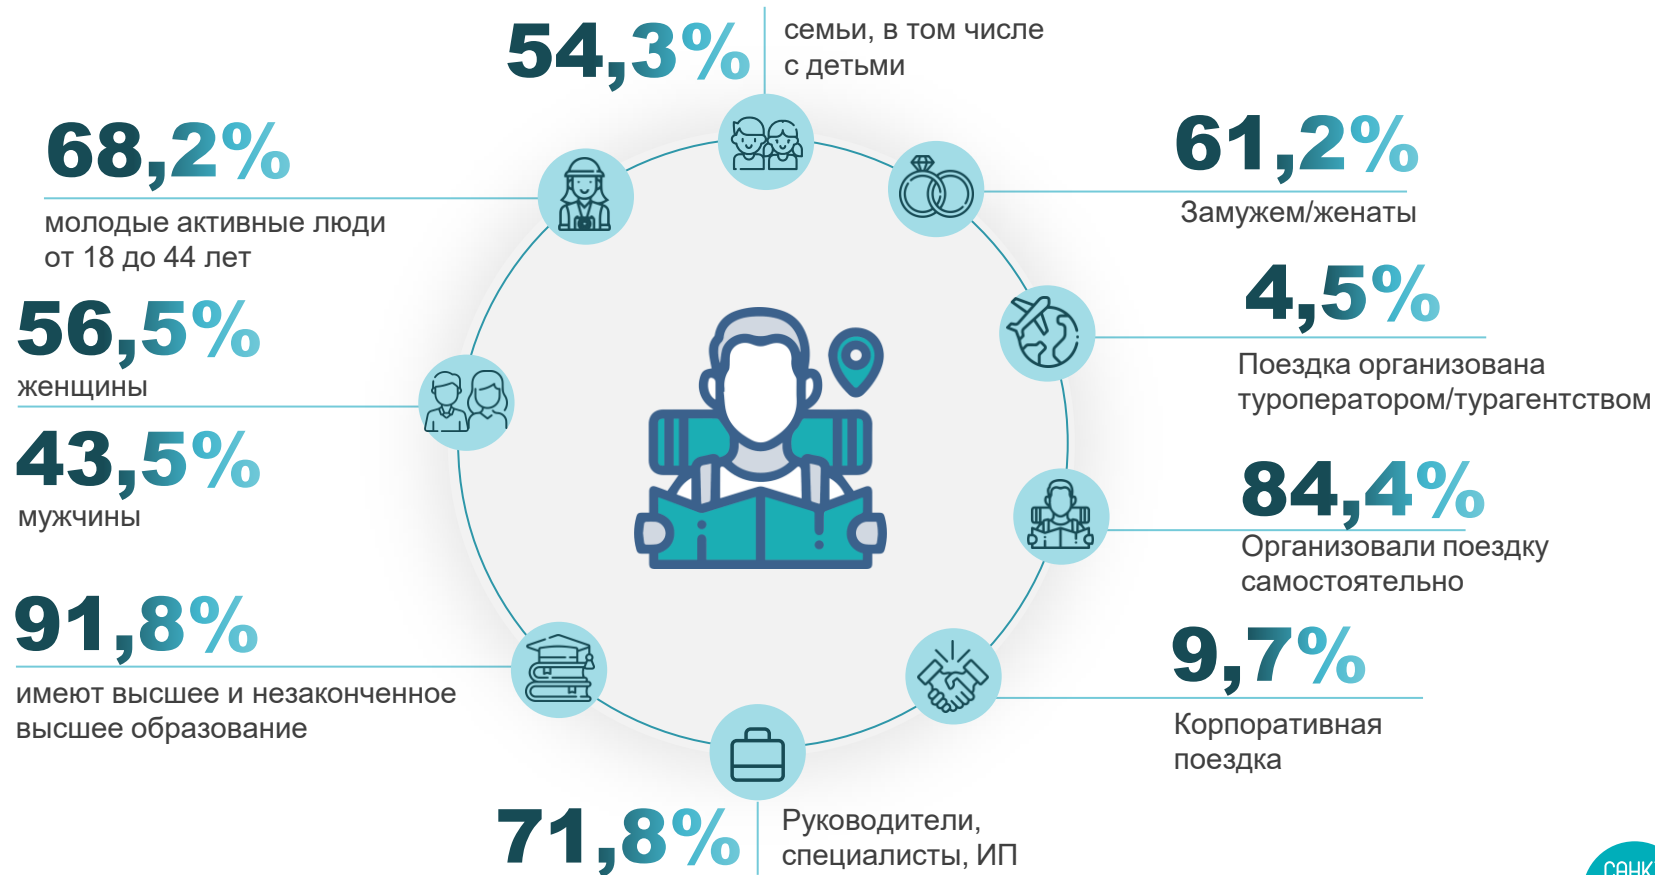 54,3%
семьи, в том числе
с детьми
68,2%
молодые активные люди
от 18 до 44 лет
61,2%
Замужем/женаты
56,5%
женщины
4,5%
Поездка организована
туроператором/турагентством
43,5%
мужчины
84,4%
Организовали поездку
самостоятельно
91,8%
имеют высшее и незаконченное
высшее образование
9,7%
Корпоративная
поездка
71,8%
Руководители,
специалисты, ИП